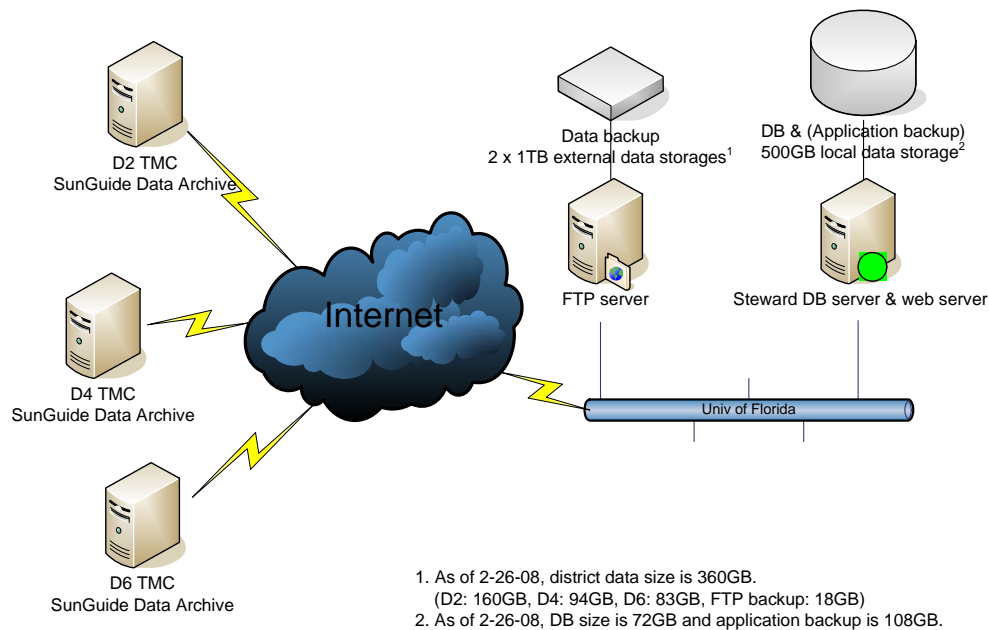 D2 TMC
SunGuide Data Archive
Data backup
2 x 1TB external data storages1
DB & (Application backup)
500GB local data storage2
FTP server
Steward DB server & web server
Internet
D4 TMC
SunGuide Data Archive
Univ of Florida
D6 TMC
SunGuide Data Archive
1. As of 2-26-08, district data size is 360GB.
(D2: 160GB, D4: 94GB, D6: 83GB, FTP backup: 18GB)
2. As of 2-26-08, DB size is 72GB and application backup is 108GB.